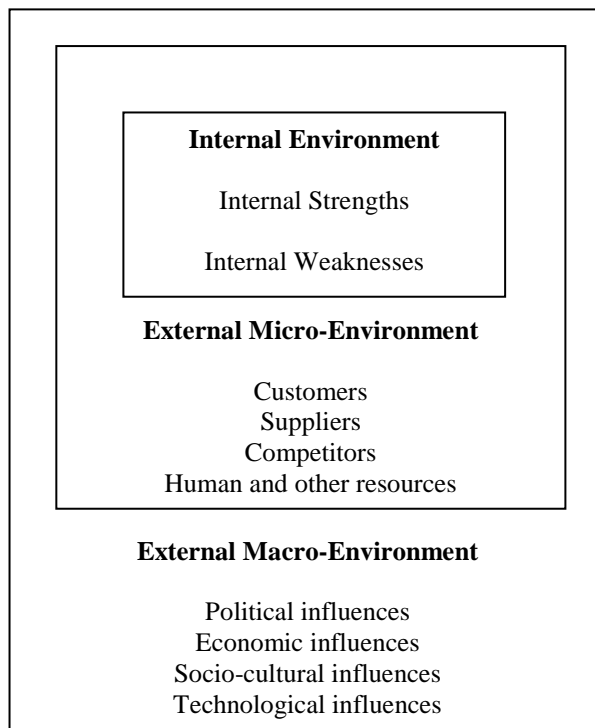 Internal Environment
Internal Strengths
Internal Weaknesses
External Micro-Environment
Customers
Suppliers
Competitors
Human and other resources
External Macro-Environment
Political influences
Economic influences
Socio-cultural influences
Technological influences